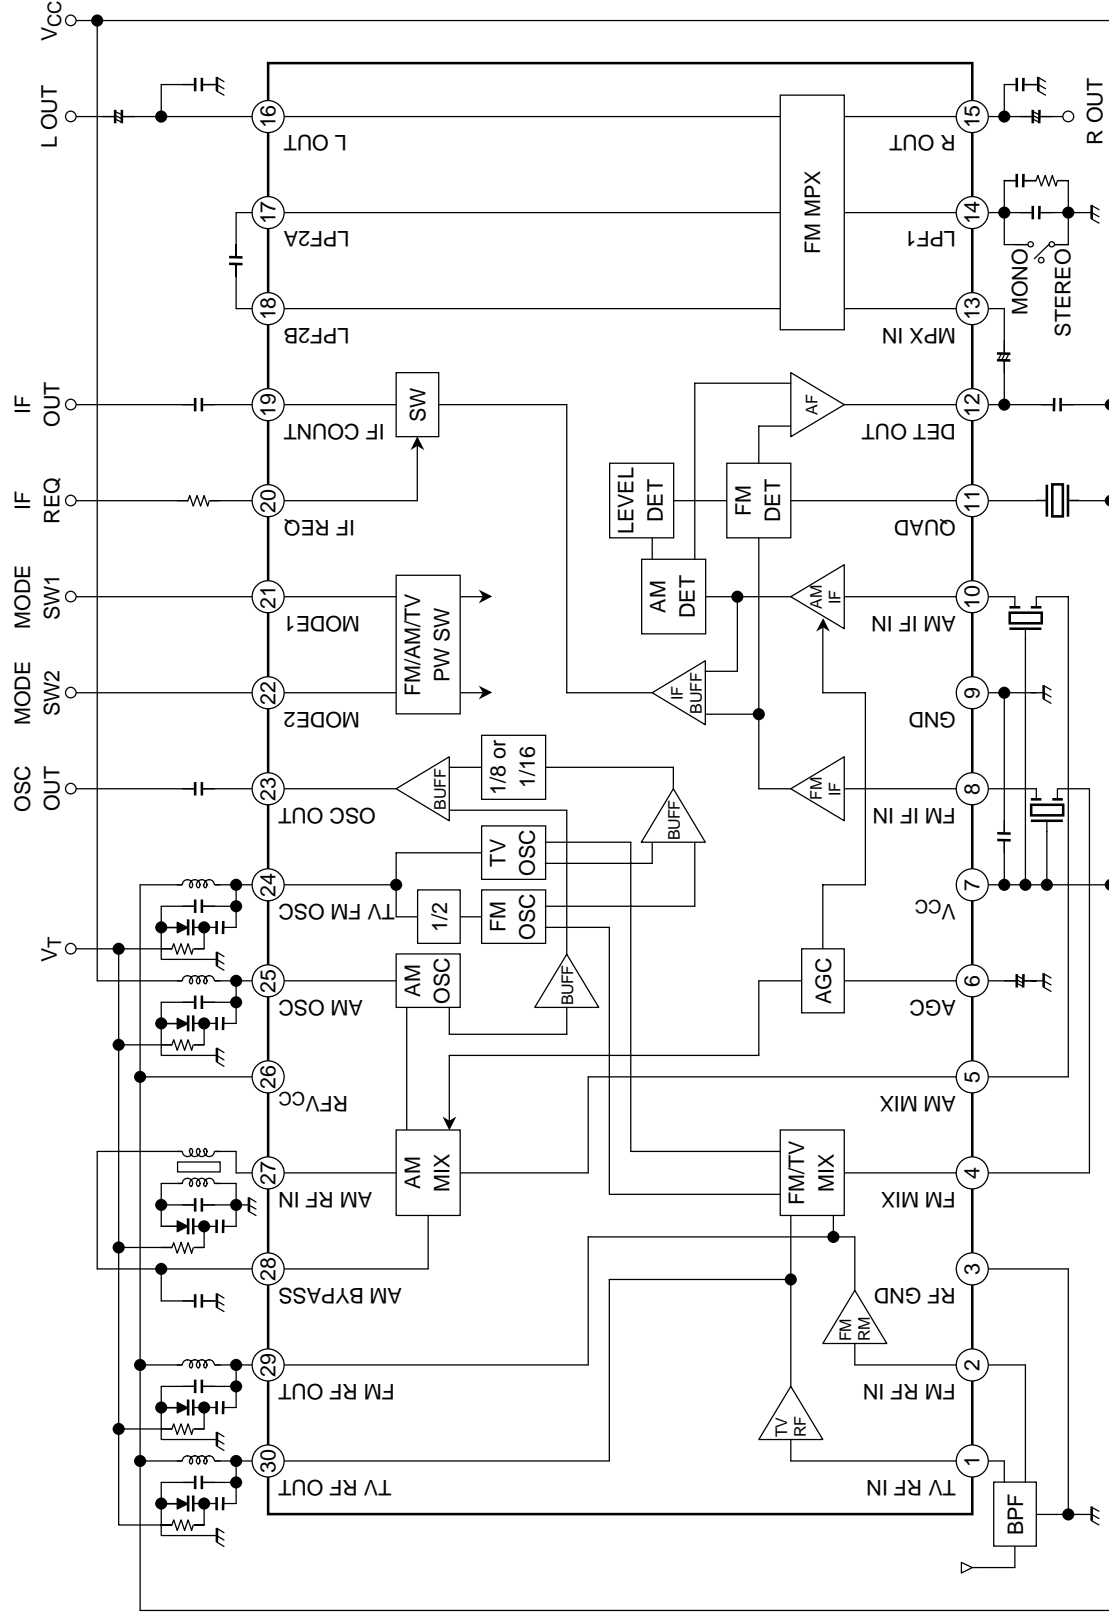 VCC
L OUT
IF
OUT
IF
REQ
MODE
SW1
MODE
SW2
OSC
OUT
VT
16
L OUT
17
LPF2A
18
LPF2B
19
IF COUNT
20
IF REQ
21
MODE1
22
MODE2
23
OSC OUT
24
TV FM OSC
25
AM OSC
26
RFVCC
27
AM RF IN
28
AM BYPASS
29
FM RF OUT
30
TV RF OUT
FM MPX
SW
FM/AM/TV
PW SW
LEVEL
DET
AM
DET
FM
DET
AF
AM
IF
IF
BUFF
FM
IF
BUFF
1/8 or
1/16
BUFF
TV
OSC
FM
OSC
1/2
AM
OSC
BUFF
AGC
AM
MIX
FM/TV
MIX
FM
RM
TV
RF
15
R OUT
14
LPF1
13
MPX IN
12
DET OUT
11
QUAD
10
AM IF IN
9
GND
8
FM IF IN
7
VCC
6
AGC
5
AM MIX
4
FM MIX
3
RF GND
2
FM RF IN
1
TV RF IN
R OUT
MONO
STEREO
BPF